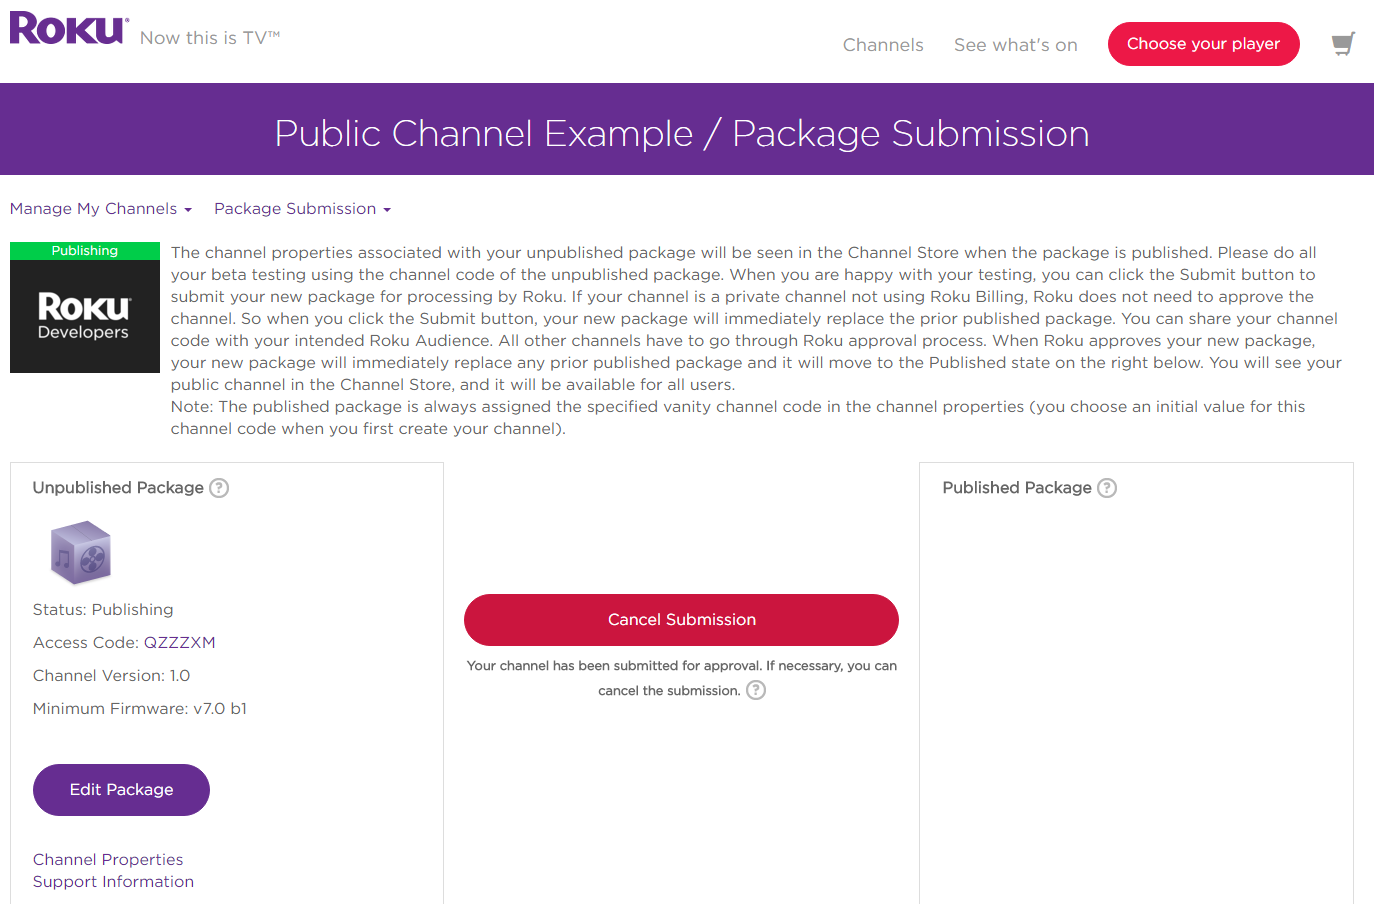 Roku
Now this is TV™
Channels
See what's on
Choose your player
Public Channel Example / Package Submission
Manage My Channels
Package Submission
Publishing
Roku
Developers
The channel properties associated with your unpublished package will be seen in the Channel Store when the package is published. Please do all
your beta testing using the channel code of the unpublished package. When you are happy with your testing, you can click the Submit button to
submit your new package for processing by Roku. If your channel is a private channel not using Roku Billing, Roku does not need to approve the
channel. So when you click the Submit button, your new package will immediately replace the prior published package. You can share your channel
code with your intended Roku Audience. All other channels have to go through Roku approval process. When Roku approves your new package,
your new package will immediately replace any prior published package and it will move to the Published state on the right below. You will see your
public channel in the Channel Store, and it will be available for all users.
Note: The published package is always assigned the specified vanity channel code in the channel properties (you choose an initial value for this
channel code when you first create your channel).
Unpublished Package ?
Status: Publishing
Access Code: QZZZXM
Channel Version: 1.0
Minimum Firmware: v7.0 b1
Edit Package
Channel Properties
Support Information
Cancel Submission
Your channel has been submitted for approval. If necessary, you can
cancel the submission. ?
Published Package ?